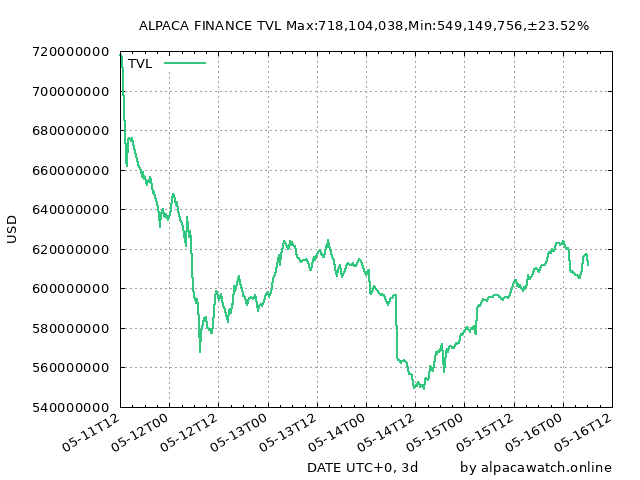 ALPACA FINANCE TVL Max:718,104,038,Min:549,149,756,±23.52%
TVL
720000000
700000000
680000000
660000000
640000000
620000000
600000000
580000000
560000000
540000000
USD
05-11T12
05-12T00
05-12T12
05-13T00
05-13T12
05-14T00
05-14T12
05-15T00
05-15T12
05-16T00
05-16T12
DATE UTC+0, 3d
by alpacawatch.online